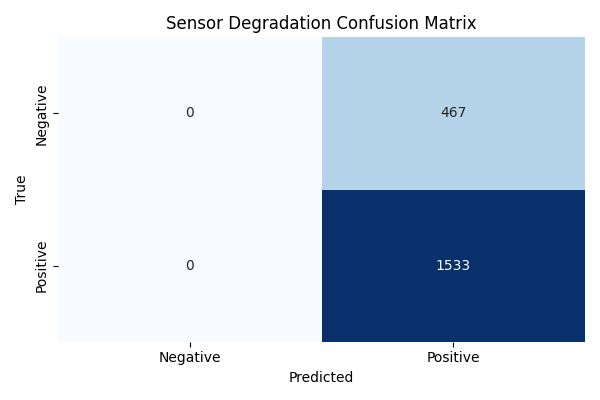 Sensor Degradation Confusion Matrix
True
Negative
0
467
Positive
0
1533
Negative
Positive
Predicted